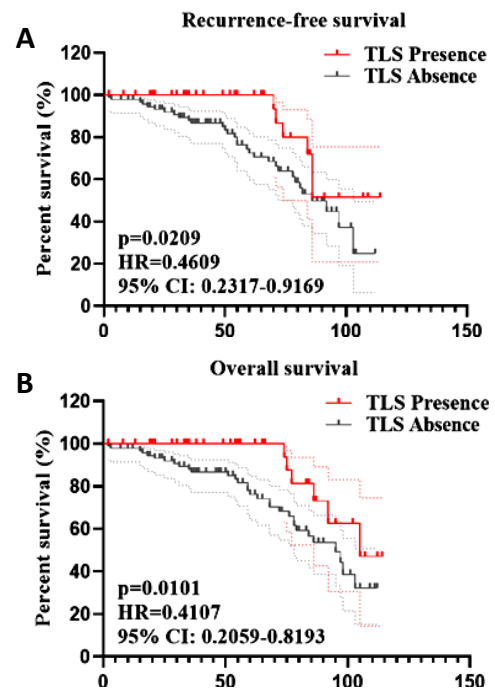 Recurrence-free survival
A
TLS Presence
TLS Absence
Percent survival (%)
120
100
80
60
40
20
0
p=0.0209
HR=0.4609
95% CI: 0.2317-0.9169
0 50 100 150
Overall survival
B
TLS Presence
TLS Absence
Percent survival (%)
120
100
80
60
40
20
0
p=0.0101
HR=0.4107
95% CI: 0.2059-0.8193
0 50 100 150